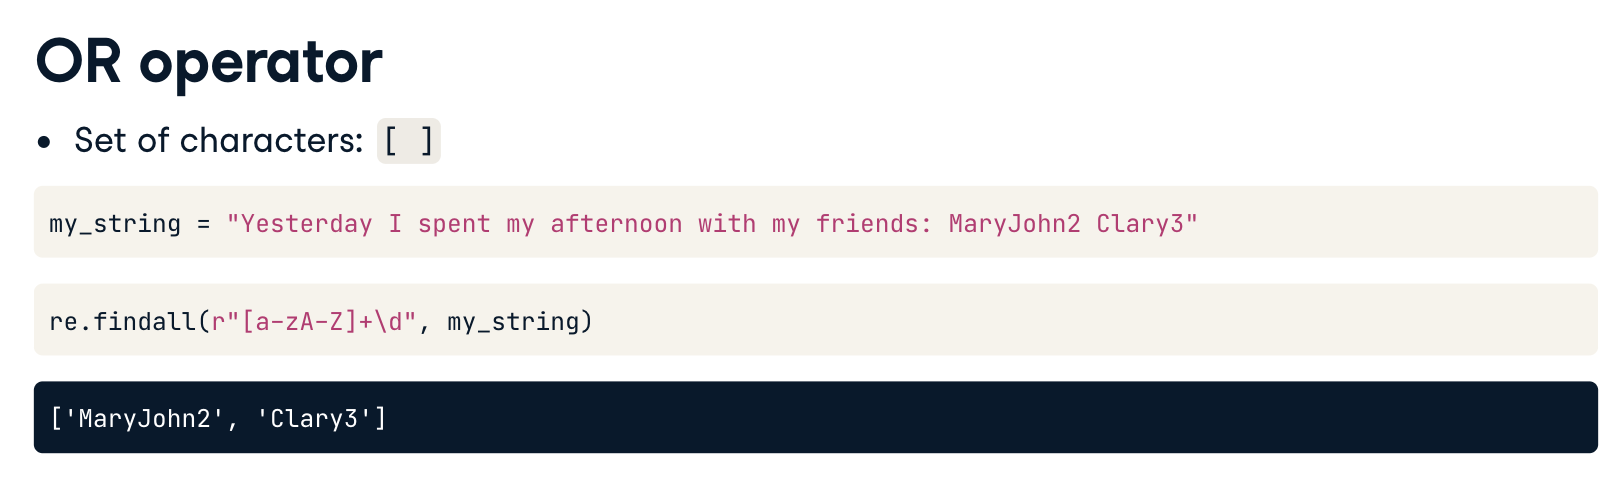 OR operator
• Set of characters: [ ]
my_string = "Yesterday I spent my afternoon with my friends: MaryJohn2 Clary3"
re.findall(r"[a-zA-Z]+\d", my_string)
['MaryJohn2', 'Clary3']